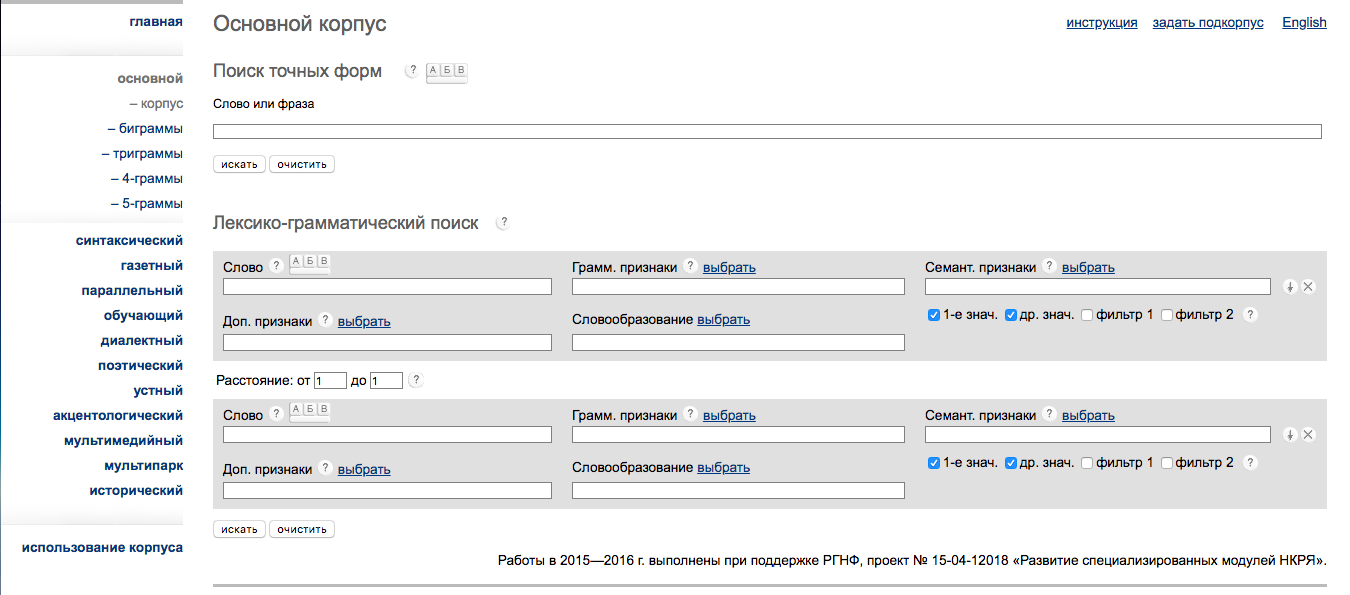 главная
основной
– корпус
– биграммы
– триграммы
– 4-граммы
– 5-граммы
синтаксический
газетный
параллельный
обучающий
диалектный
поэтический
устный
акцентологический
мультимедийный
мультипарк
исторический
использование корпуса
Основной корпус
инструкция задать подкорпус English
Поиск точных форм ? А Б В
Слово или фраза
искать очистить
Лексико-грамматический поиск ?
Слово ? А Б В Грамм. признаки ? выбрать Семант. признаки ? выбрать
Доп. признаки ? выбрать Словообразование выбрать 1-е знач. др. знач. фильтр 1 фильтр 2 ?
Расстояние: от 1 до 1 ?
Слово ? А Б В Грамм. признаки ? выбрать Семант. признаки ? выбрать
Доп. признаки ? выбрать Словообразование выбрать 1-е знач. др. знач. фильтр 1 фильтр 2 ?
искать очистить
Работы в 2015—2016 г. выполнены при поддержке РГНФ, проект № 15-04-12018 «Развитие специализированных модулей НКРЯ».